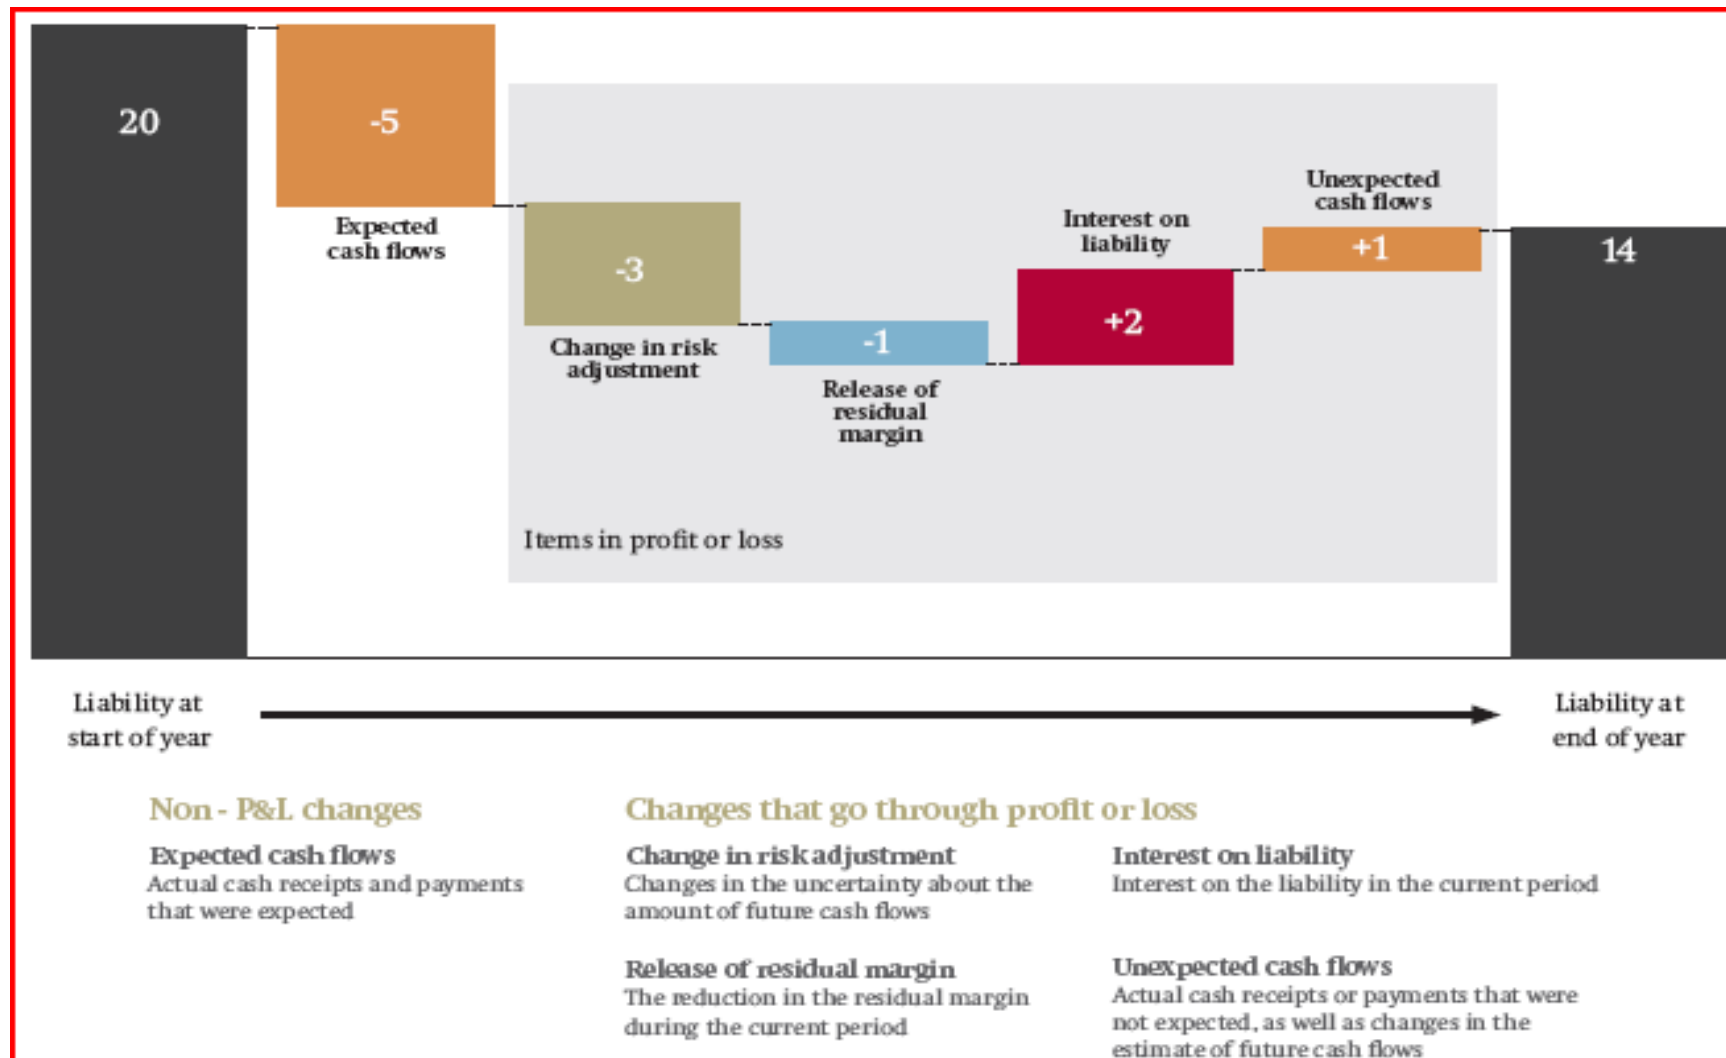 20
-5
Expected
cash flows
-3
Change in risk
adjustment
-1
Release of
residual
margin
Interest on
liability
+2
Unexpected
cash flows
+1
14
Items in profit or loss
Liability at
start of year
Liability at
end of year
Non - P&L changes
Expected cash flows
Actual cash receipts and payments
that were expected
Changes that go through profit or loss
Change in risk adjustment
Changes in the uncertainty about the
amount of future cash flows
Release of residual margin
The reduction in the residual margin
during the current period
Interest on liability
Interest on the liability in the current period
Unexpected cash flows
Actual cash receipts or payments that were
not expected, as well as changes in the
estimate of future cash flows